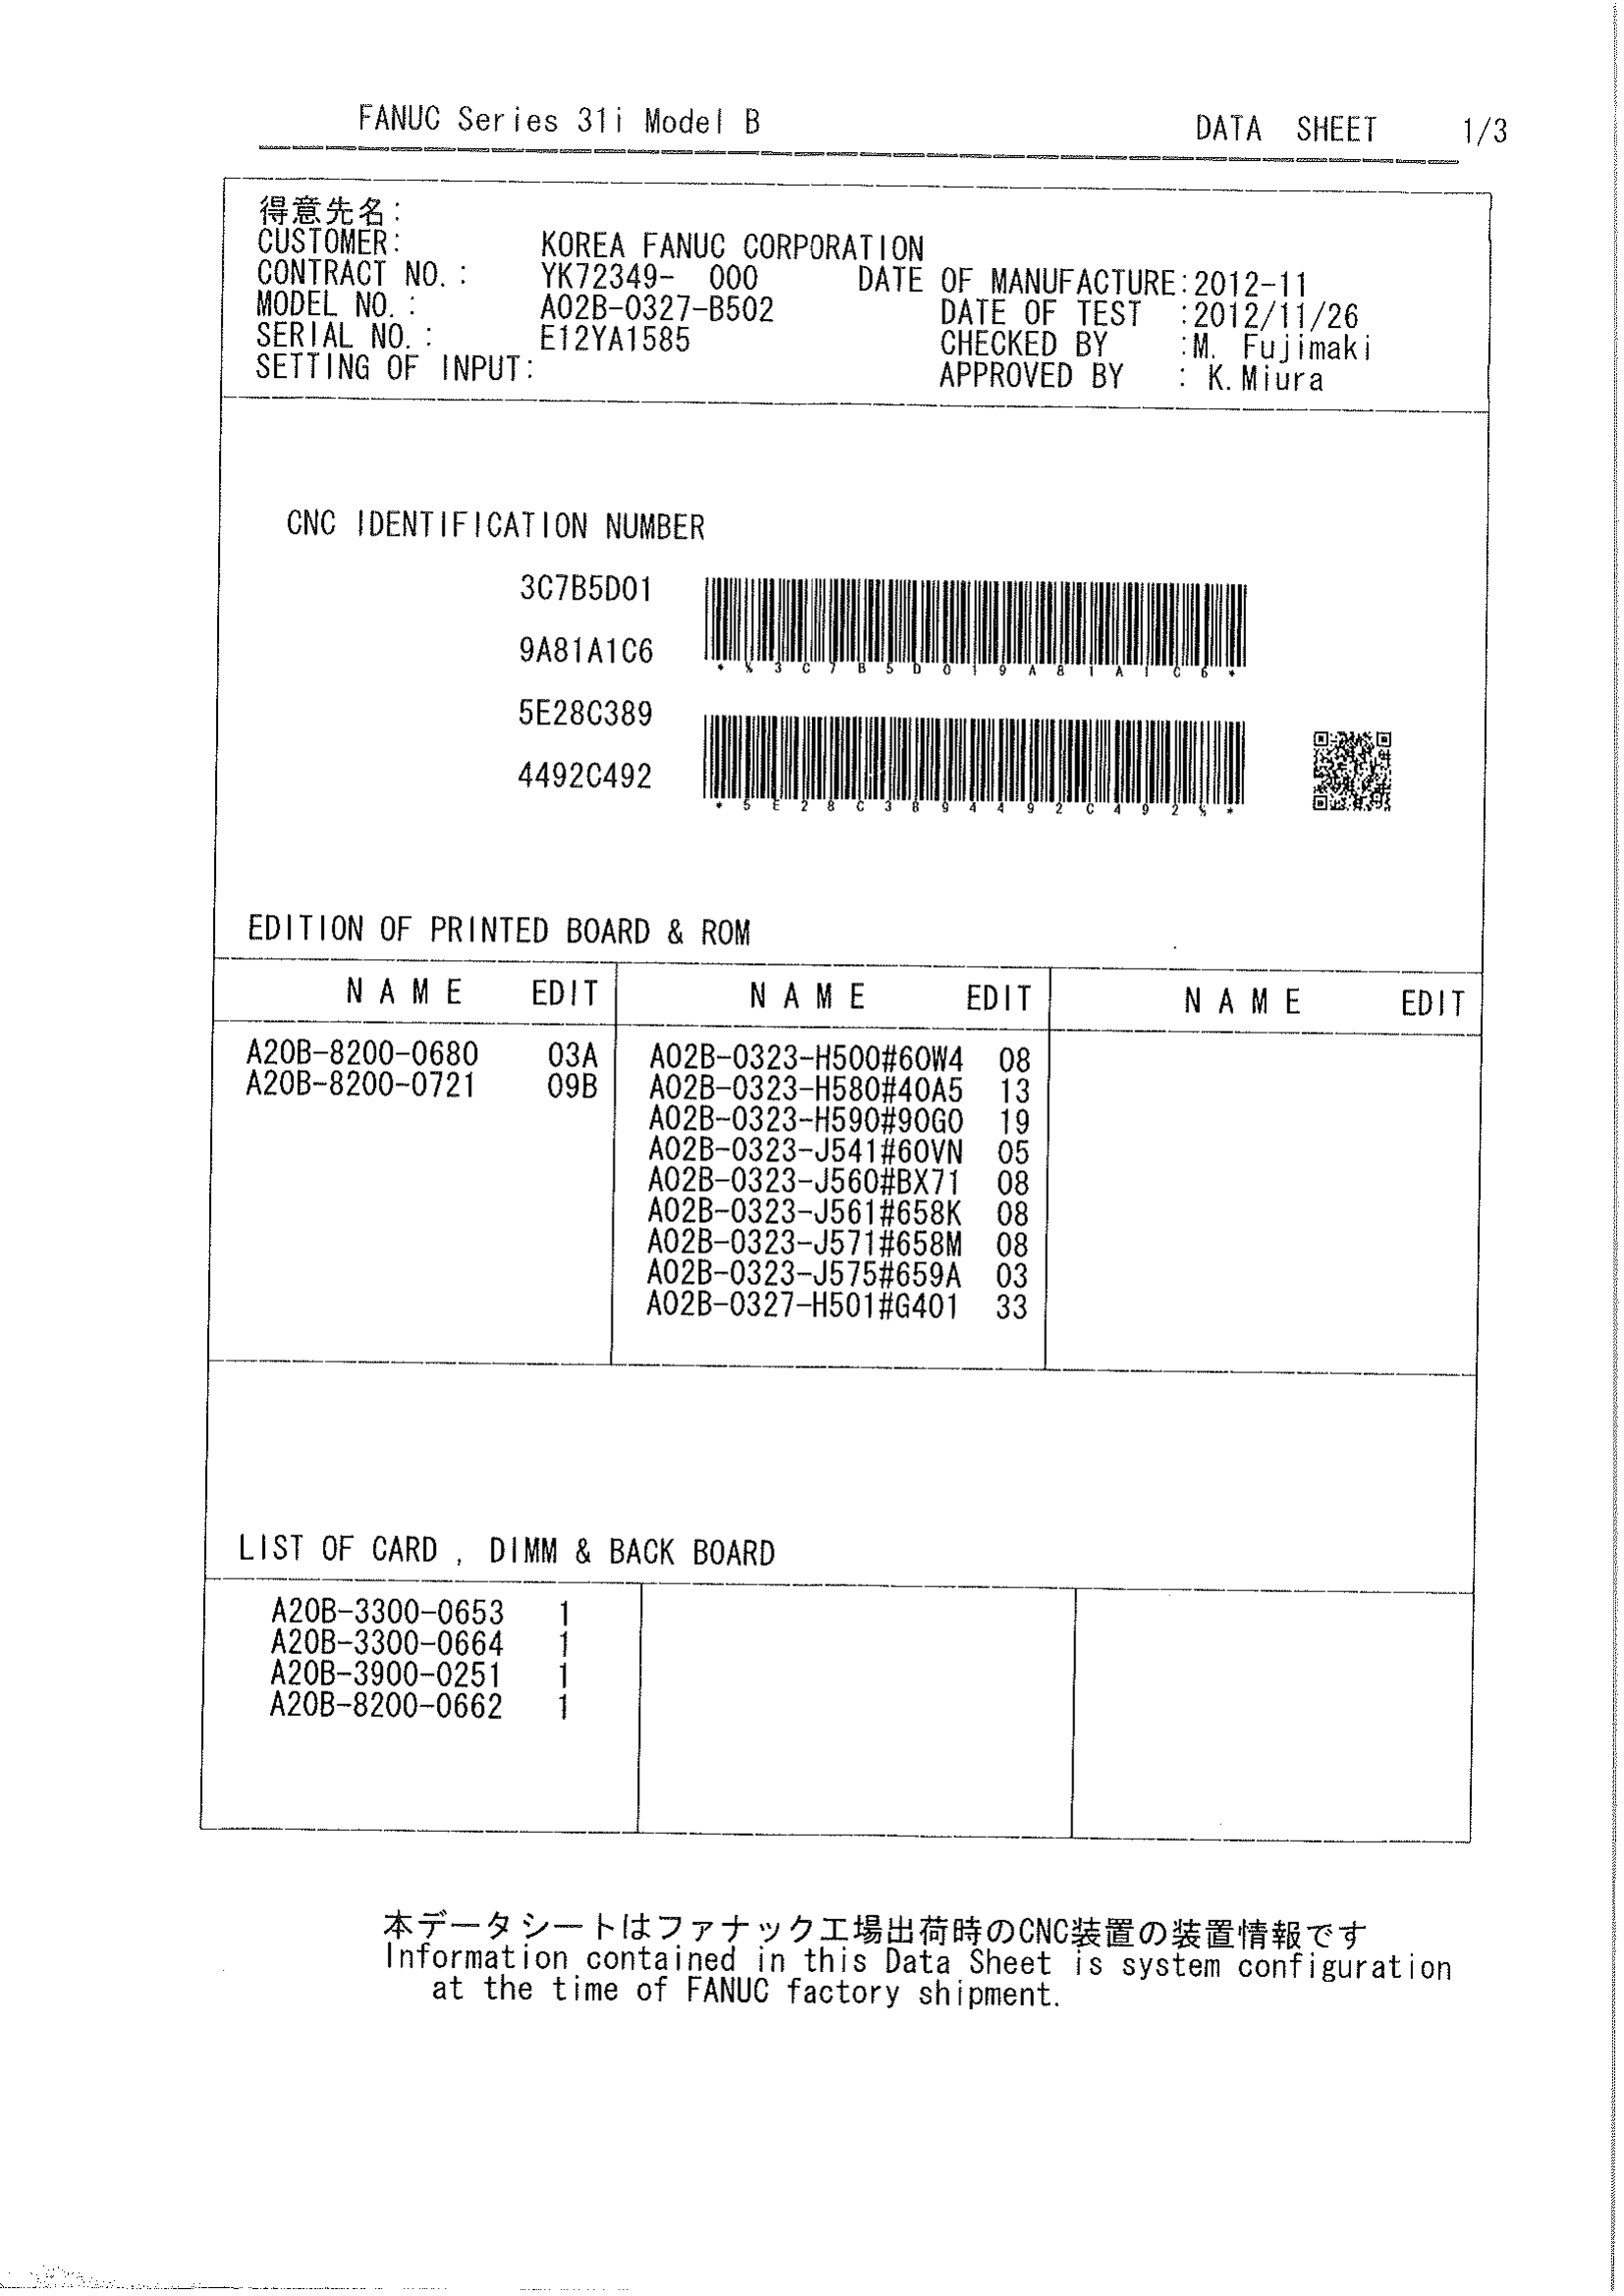 FANUC Series 31i Model B DATA SHEET 1/3
得意先名:
CUSTOMER: KOREA FANUC CORPORATION
CONTRACT NO.: YK72349- 000 DATE OF MANUFACTURE:2012-11
MODEL NO.: A02B-0327-B502 DATE OF TEST :2012/11/26
SERIAL NO.: E12YA1585 CHECKED BY :M. Fujimaki
SETTING OF INPUT: APPROVED BY : K.Miura
CNC IDENTIFICATION NUMBER
3C7B5D01
9A81A1C6
*%3C7B5D019A81A1C6*
5E28C389
4492C492
*5E28C3894492C492%*
EDITION OF PRINTED BOARD & ROM
NAME EDIT NAME EDIT NAME EDIT
A20B-8200-0680 03A A02B-0323-H500#60W4 08
A20B-8200-0721 09B A02B-0323-H580#40A5 13
A02B-0323-H590#90G0 19
A02B-0323-J541#60VN 05
A02B-0323-J560#BX71 08
A02B-0323-J561#658K 08
A02B-0323-J571#658M 08
A02B-0323-J575#659A 03
A02B-0327-H501#G401 33
LIST OF CARD , DIMM & BACK BOARD
A20B-3300-0653 1
A20B-3300-0664 1
A20B-3900-0251 1
A20B-8200-0662 1
本データシートはファナック工場出荷時のCNC装置の装置情報です
Information contained in this Data Sheet is system configuration
at the time of FANUC factory shipment.